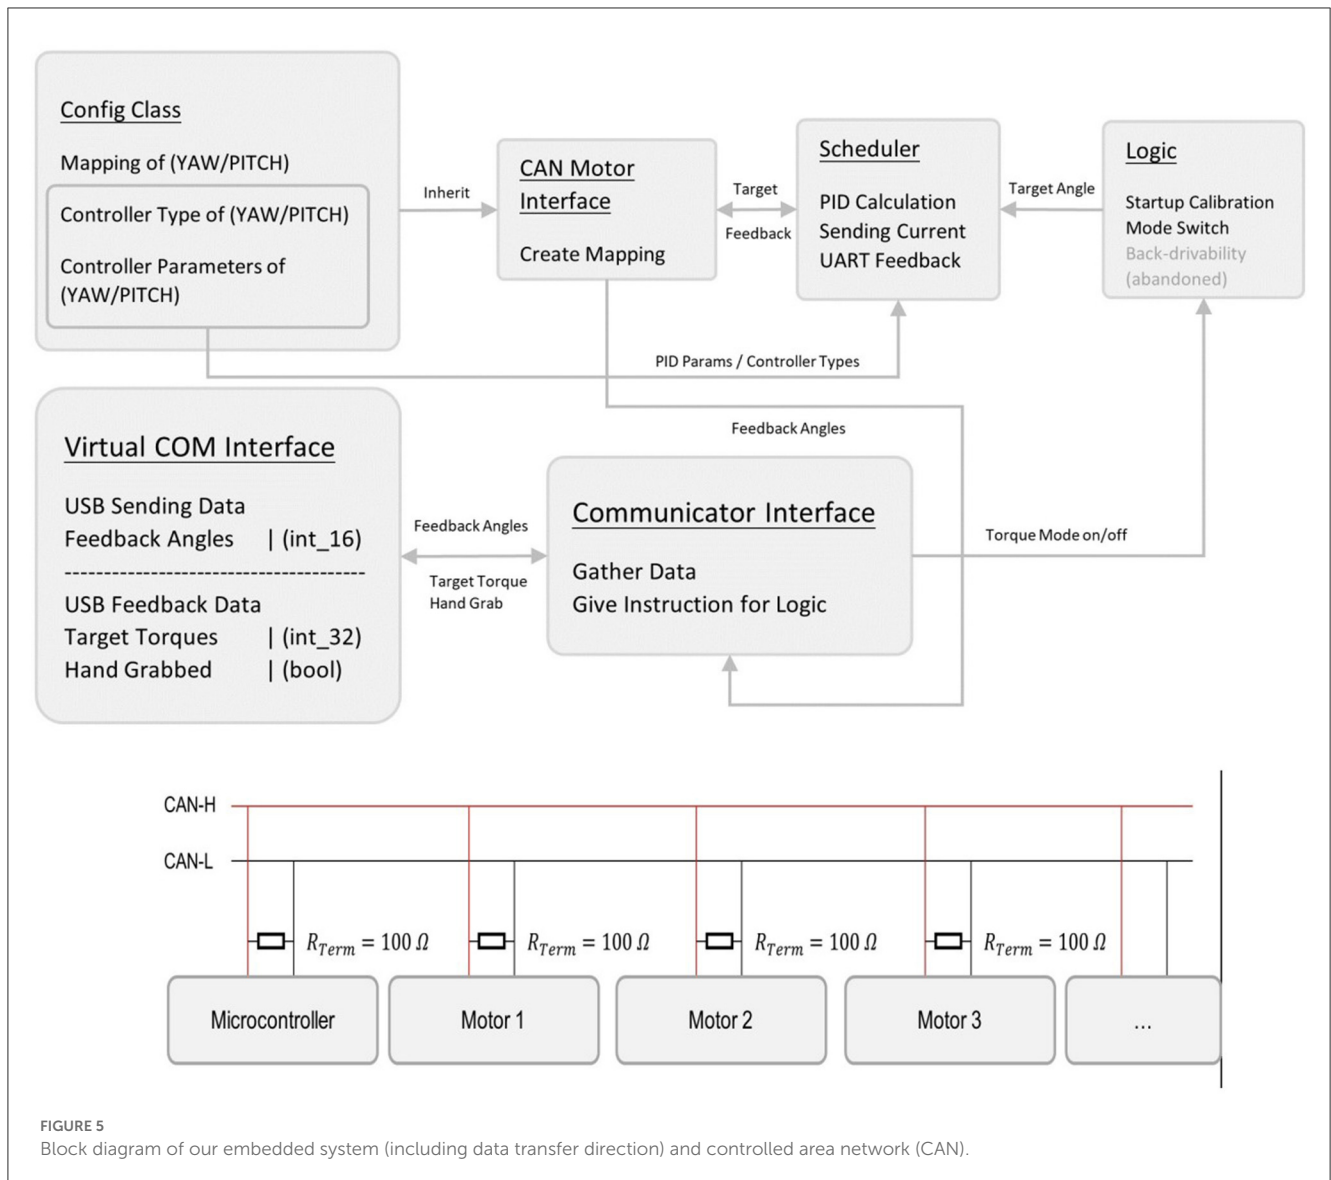 Config Class
Mapping of (YAW/PITCH)
Controller Type of (YAW/PITCH)
Controller Parameters of
(YAW/PITCH)
Inherit
CAN Motor
Interface
Create Mapping
Target
Feedback
Scheduler
PID Calculation
Sending Current
UART Feedback
Target Angle
Logic
Startup Calibration
Mode Switch
Back-drivability
(abandoned)
PID Params / Controller Types
Feedback Angles
Virtual COM Interface
USB Sending Data
Feedback Angles | (int_16)
---------------------------------------
USB Feedback Data
Target Torques | (int_32)
Hand Grabbed | (bool)
Feedback Angles
Target Torque
Hand Grab
Communicator Interface
Gather Data
Give Instruction for Logic
Torque Mode on/off
CAN-H
CAN-L
R_Term = 100 Ω
R_Term = 100 Ω
R_Term = 100 Ω
R_Term = 100 Ω
Microcontroller
Motor 1
Motor 2
Motor 3
...
FIGURE 5
Block diagram of our embedded system (including data transfer direction) and controlled area network (CAN).